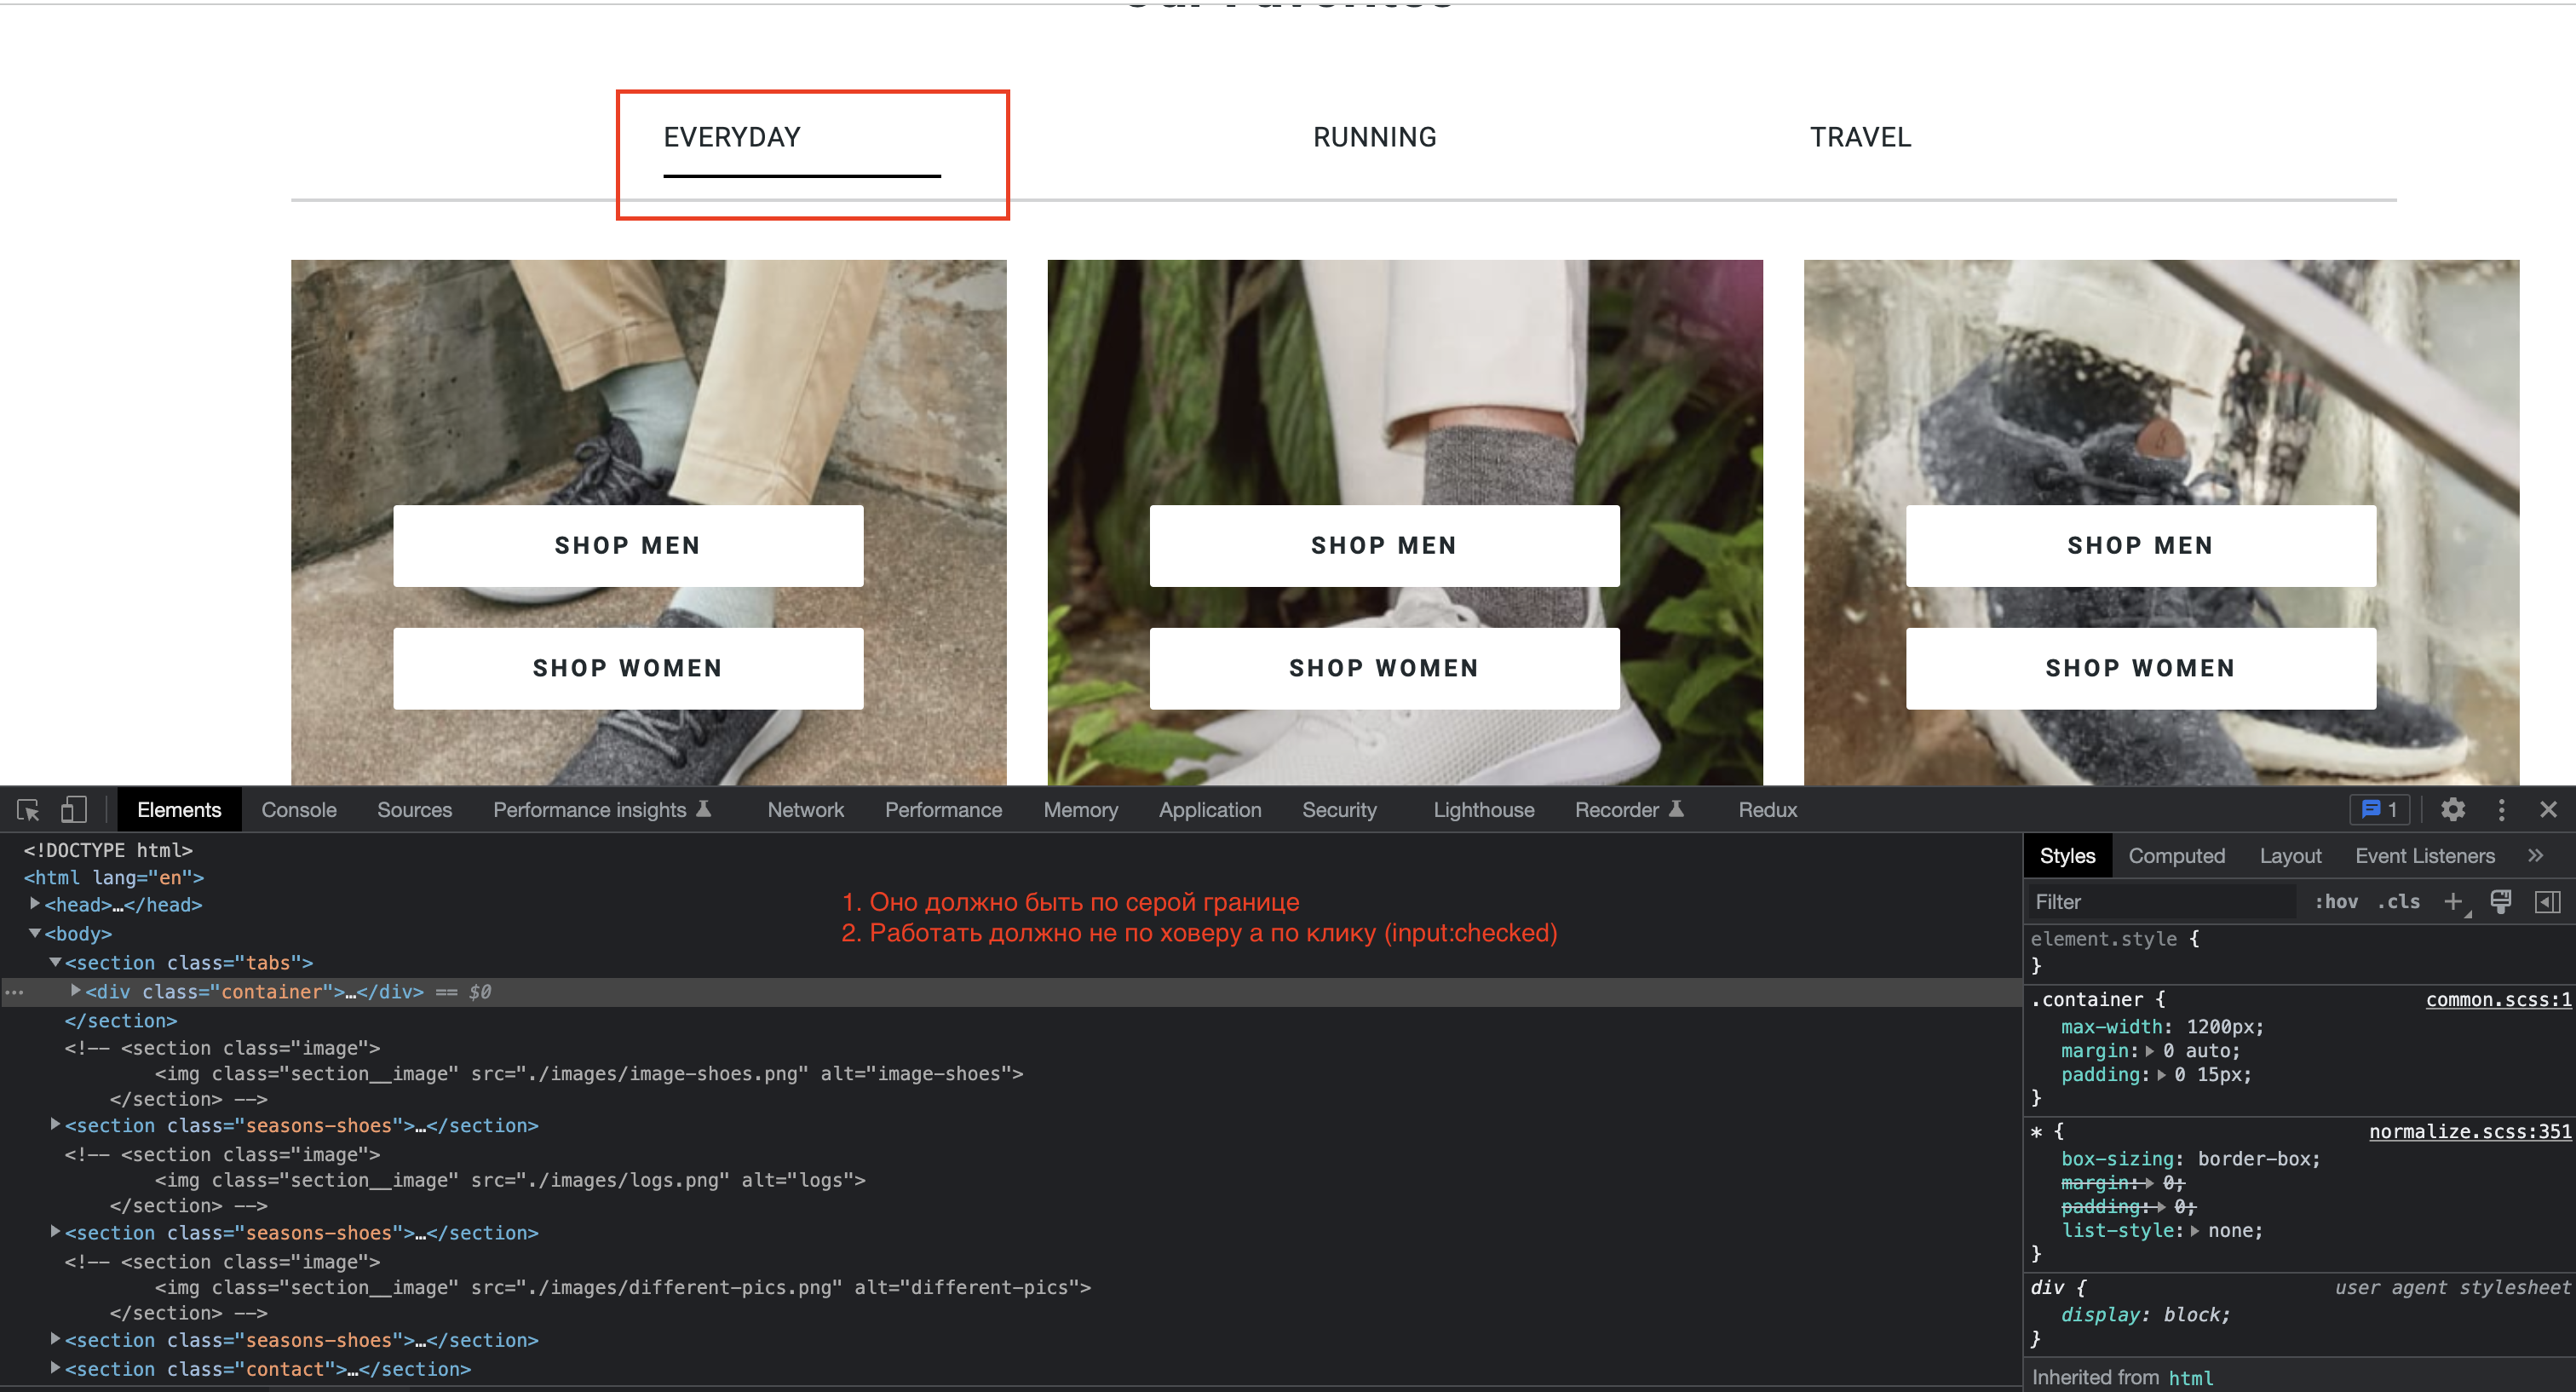 Our Favorites
EVERYDAY
RUNNING
TRAVEL
SHOP MEN
SHOP MEN
SHOP MEN
SHOP WOMEN
SHOP WOMEN
SHOP WOMEN
Elements
Console
Sources
Performance insights
Network
Performance
Memory
Application
Security
Lighthouse
Recorder
Redux
1
<!DOCTYPE html>
<html lang="en">
<head>…</head>
<body>
<section class="tabs">
<div class="container">…</div> == $0
</section>
<!-- <section class="image">
<img class="section__image" src="./images/image-shoes.png" alt="image-shoes">
</section> -->
<section class="seasons-shoes">…</section>
<!-- <section class="image">
<img class="section__image" src="./images/logs.png" alt="logs">
</section> -->
<section class="seasons-shoes">…</section>
<!-- <section class="image">
<img class="section__image" src="./images/different-pics.png" alt="different-pics">
</section> -->
<section class="seasons-shoes">…</section>
<section class="contact">…</section>
1. Оно должно быть по серой границе
2. Работать должно не по ховеру а по клику (input:checked)
Styles
Computed
Layout
Event Listeners
Filter
:hov
.cls
element.style {
}
.container {
common.scss:1
max-width: 1200px;
margin: 0 auto;
padding: 0 15px;
}
* {
normalize.scss:351
box-sizing: border-box;
margin: 0;
padding: 0;
list-style: none;
}
div {
user agent stylesheet
display: block;
}
Inherited from html